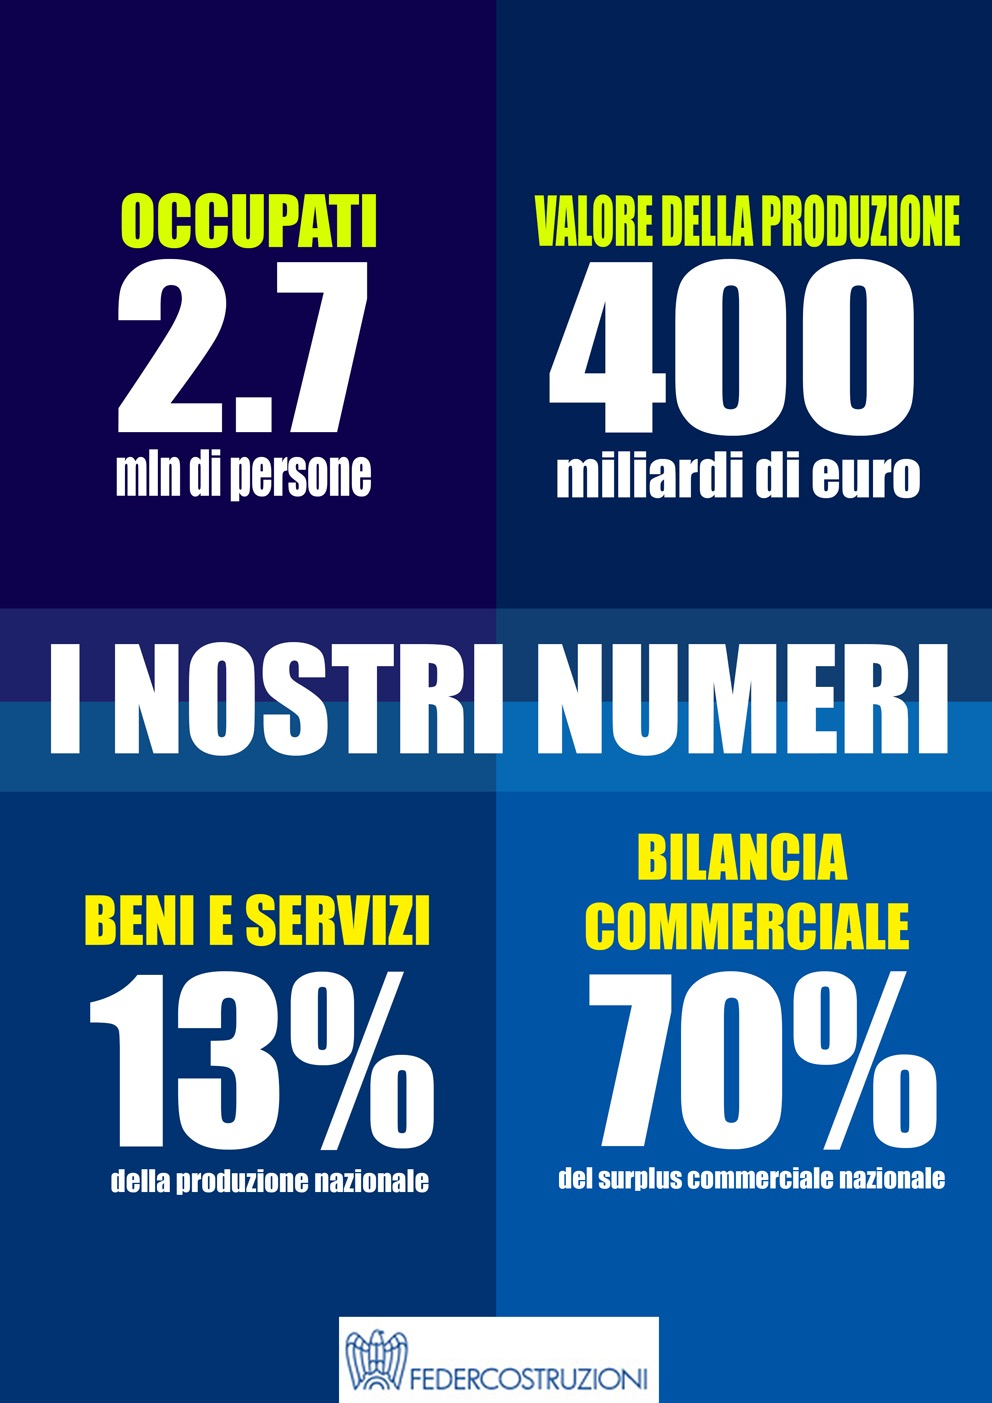 OCCUPATI
2.7
mln di persone
VALORE DELLA PRODUZIONE
400
miliardi di euro
I NOSTRI NUMERI
BENI E SERVIZI
13%
della produzione nazionale
BILANCIA
COMMERCIALE
70%
del surplus commerciale nazionale
FEDERCOSTRUZIONI